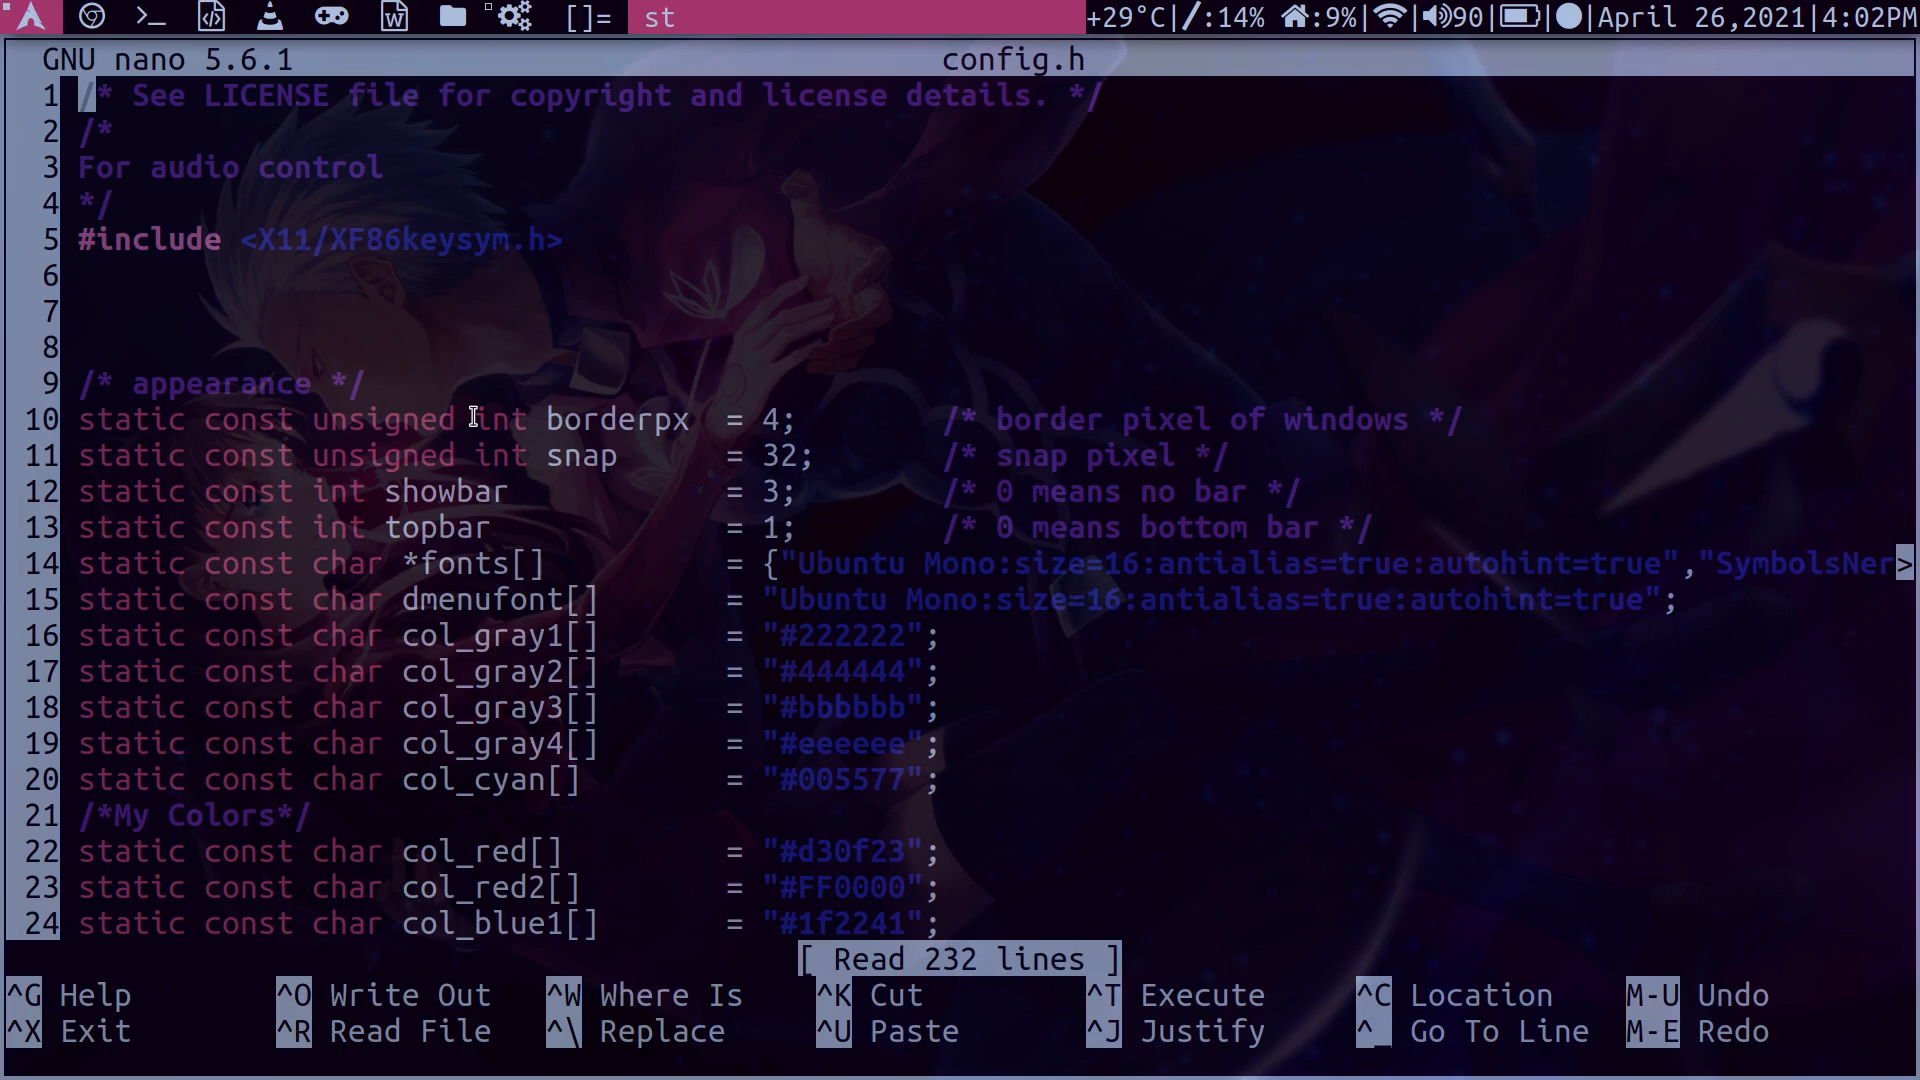 []= st +29°C|/:14% :9%| | 90| | |April 26,2021|4:02PM
GNU nano 5.6.1 config.h
1 /* See LICENSE file for copyright and license details. */
2 /*
3 For audio control
4 */
5 #include <X11/XF86keysym.h>
6
7
8
9 /* appearance */
10 static const unsigned int borderpx = 4; /* border pixel of windows */
11 static const unsigned int snap = 32; /* snap pixel */
12 static const int showbar = 3; /* 0 means no bar */
13 static const int topbar = 1; /* 0 means bottom bar */
14 static const char *fonts[] = {"Ubuntu Mono:size=16:antialias=true:autohint=true","SymbolsNer>
15 static const char dmenufont[] = "Ubuntu Mono:size=16:antialias=true:autohint=true";
16 static const char col_gray1[] = "#222222";
17 static const char col_gray2[] = "#444444";
18 static const char col_gray3[] = "#bbbbbb";
19 static const char col_gray4[] = "#eeeeee";
20 static const char col_cyan[] = "#005577";
21 /*My Colors*/
22 static const char col_red[] = "#d30f23";
23 static const char col_red2[] = "#FF0000";
24 static const char col_blue1[] = "#1f2241";
[ Read 232 lines ]
^G Help ^O Write Out ^W Where Is ^K Cut ^T Execute ^C Location M-U Undo
^X Exit ^R Read File ^\ Replace ^U Paste ^J Justify ^_ Go To Line M-E Redo